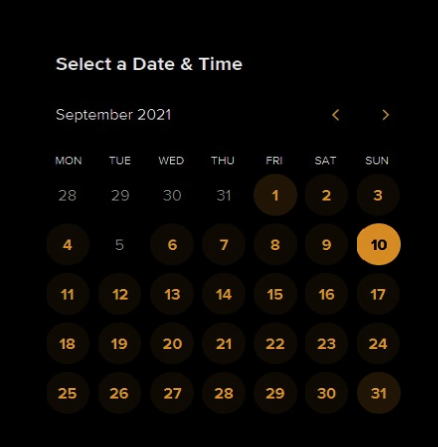 Select a Date & Time
September 2021
MON TUE WED THU FRI SAT SUN
28 29 30 31 1 2 3
4 5 6 7 8 9 10
11 12 13 14 15 16 17
18 19 20 21 22 23 24
25 26 27 28 29 30 31